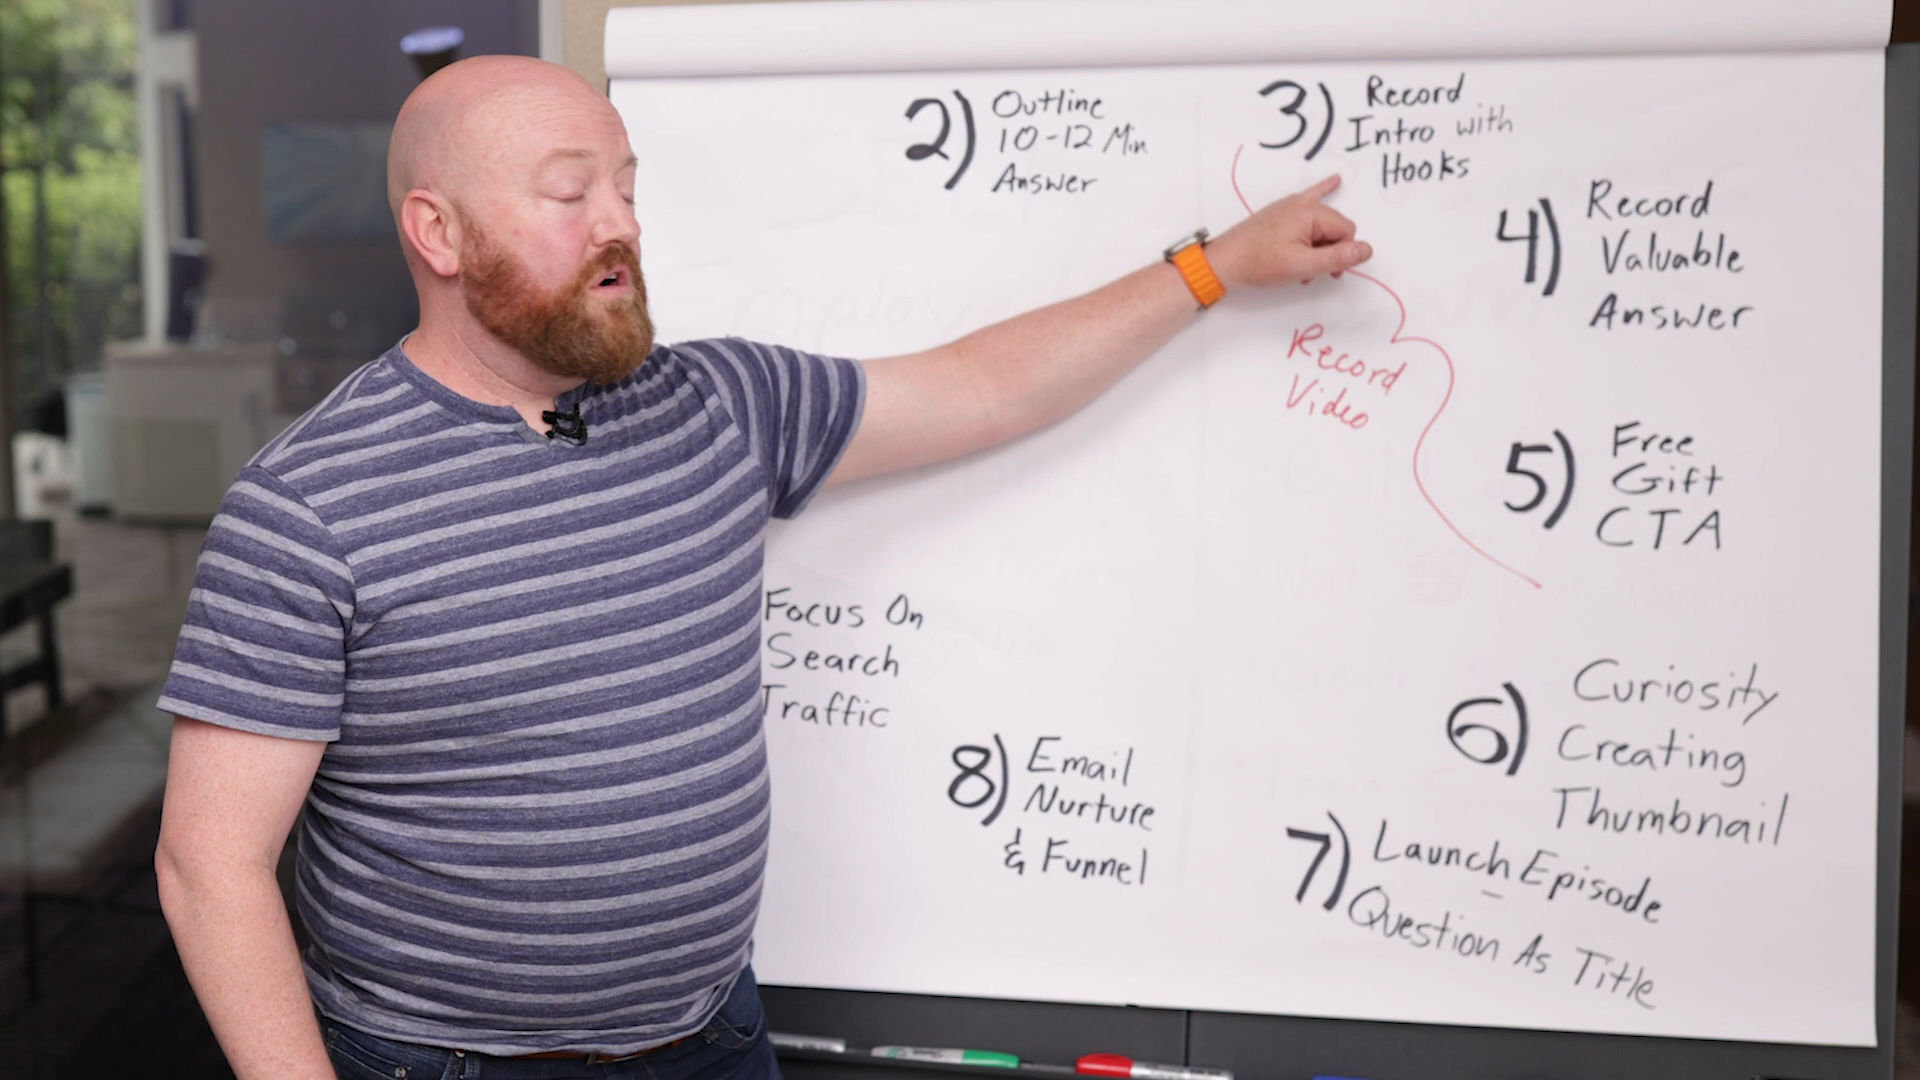 2) Outline
10-12 Min
Answer
3) Record
Intro with
Hooks
4) Record
Valuable
Answer
Record
Video
5) Free
Gift
CTA
6) Curiosity
Creating
Thumbnail
7) Launch Episode
Question As Title
8) Email
Nurture
& Funnel
Focus On
Search
Traffic